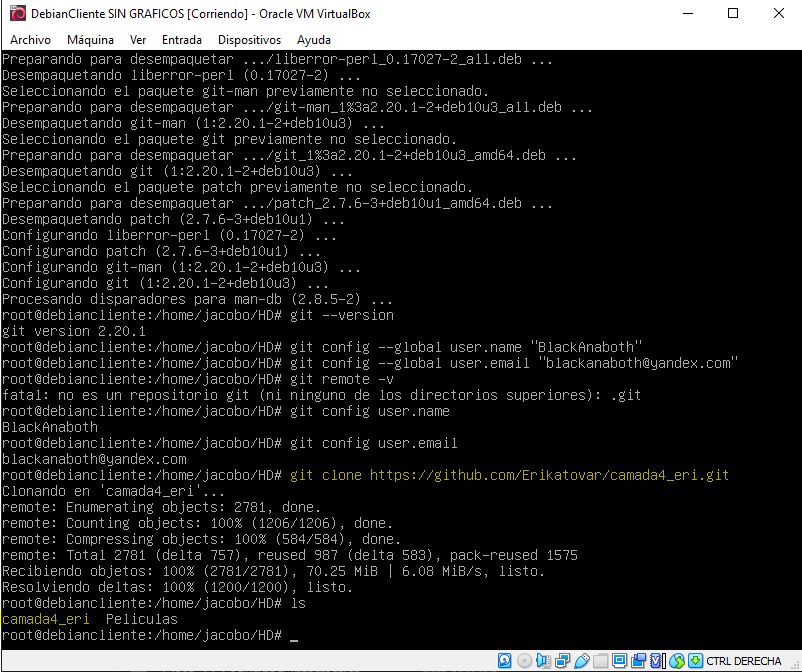 DebianCliente SIN GRAFICOS [Corriendo] - Oracle VM VirtualBox
Archivo Máquina Ver Entrada Dispositivos Ayuda
Preparando para desempaquetar .../liberror-perl_0.17027-2_all.deb ...
Desempaquetando liberror-perl (0.17027-2) ...
Seleccionando el paquete git-man previamente no seleccionado.
Preparando para desempaquetar .../git-man_1%3a2.20.1-2+deb10u3_all.deb ...
Desempaquetando git-man (1:2.20.1-2+deb10u3) ...
Seleccionando el paquete git previamente no seleccionado.
Preparando para desempaquetar .../git_1%3a2.20.1-2+deb10u3_amd64.deb ...
Desempaquetando git (1:2.20.1-2+deb10u3) ...
Seleccionando el paquete patch previamente no seleccionado.
Preparando para desempaquetar .../patch_2.7.6-3+deb10u1_amd64.deb ...
Desempaquetando patch (2.7.6-3+deb10u1) ...
Configurando liberror-perl (0.17027-2) ...
Configurando patch (2.7.6-3+deb10u1) ...
Configurando git-man (1:2.20.1-2+deb10u3) ...
Configurando git (1:2.20.1-2+deb10u3) ...
Procesando disparadores para man-db (2.8.5-2) ...
root@debiancliente:/home/jacobo/HD# git --version
git version 2.20.1
root@debiancliente:/home/jacobo/HD# git config --global user.name "BlackAnaboth"
root@debiancliente:/home/jacobo/HD# git config --global user.email "blackanaboth@yandex.com"
root@debiancliente:/home/jacobo/HD# git remote -v
fatal: no es un repositorio git (ni ninguno de los directorios superiores): .git
root@debiancliente:/home/jacobo/HD# git config user.name
BlackAnaboth
root@debiancliente:/home/jacobo/HD# git config user.email
blackanaboth@yandex.com
root@debiancliente:/home/jacobo/HD# git clone https://github.com/Erikatovar/camada4_eri.git
Clonando en 'camada4_eri'...
remote: Enumerating objects: 2781, done.
remote: Counting objects: 100% (1206/1206), done.
remote: Compressing objects: 100% (584/584), done.
remote: Total 2781 (delta 757), reused 987 (delta 583), pack-reused 1575
Recibiendo objetos: 100% (2781/2781), 70.25 MiB | 6.08 MiB/s, listo.
Resolviendo deltas: 100% (1200/1200), listo.
root@debiancliente:/home/jacobo/HD# ls
camada4_eri Peliculas
root@debiancliente:/home/jacobo/HD# _
CTRL DERECHA